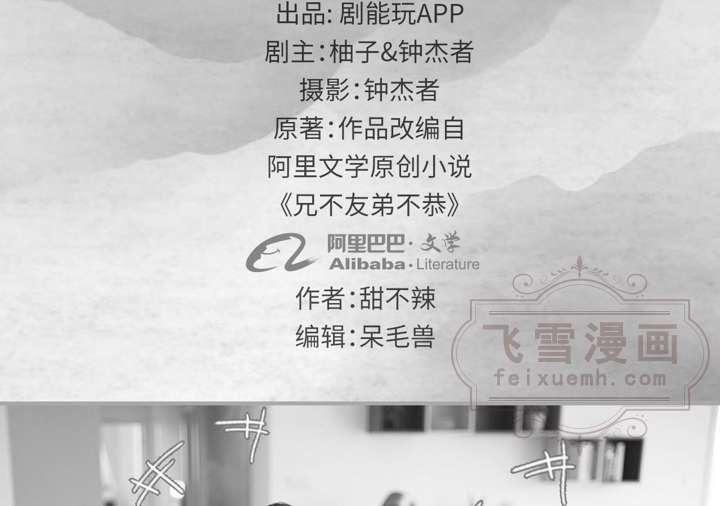 出品: 剧能玩APP
剧主:柚子&钟杰者
摄影:钟杰者
原著:作品改编自
阿里文学原创小说
《兄不友弟不恭》
阿里巴巴·文学
Alibaba·Literature
作者:甜不辣
编辑:呆毛兽
飞雪漫画
feixuemh.com